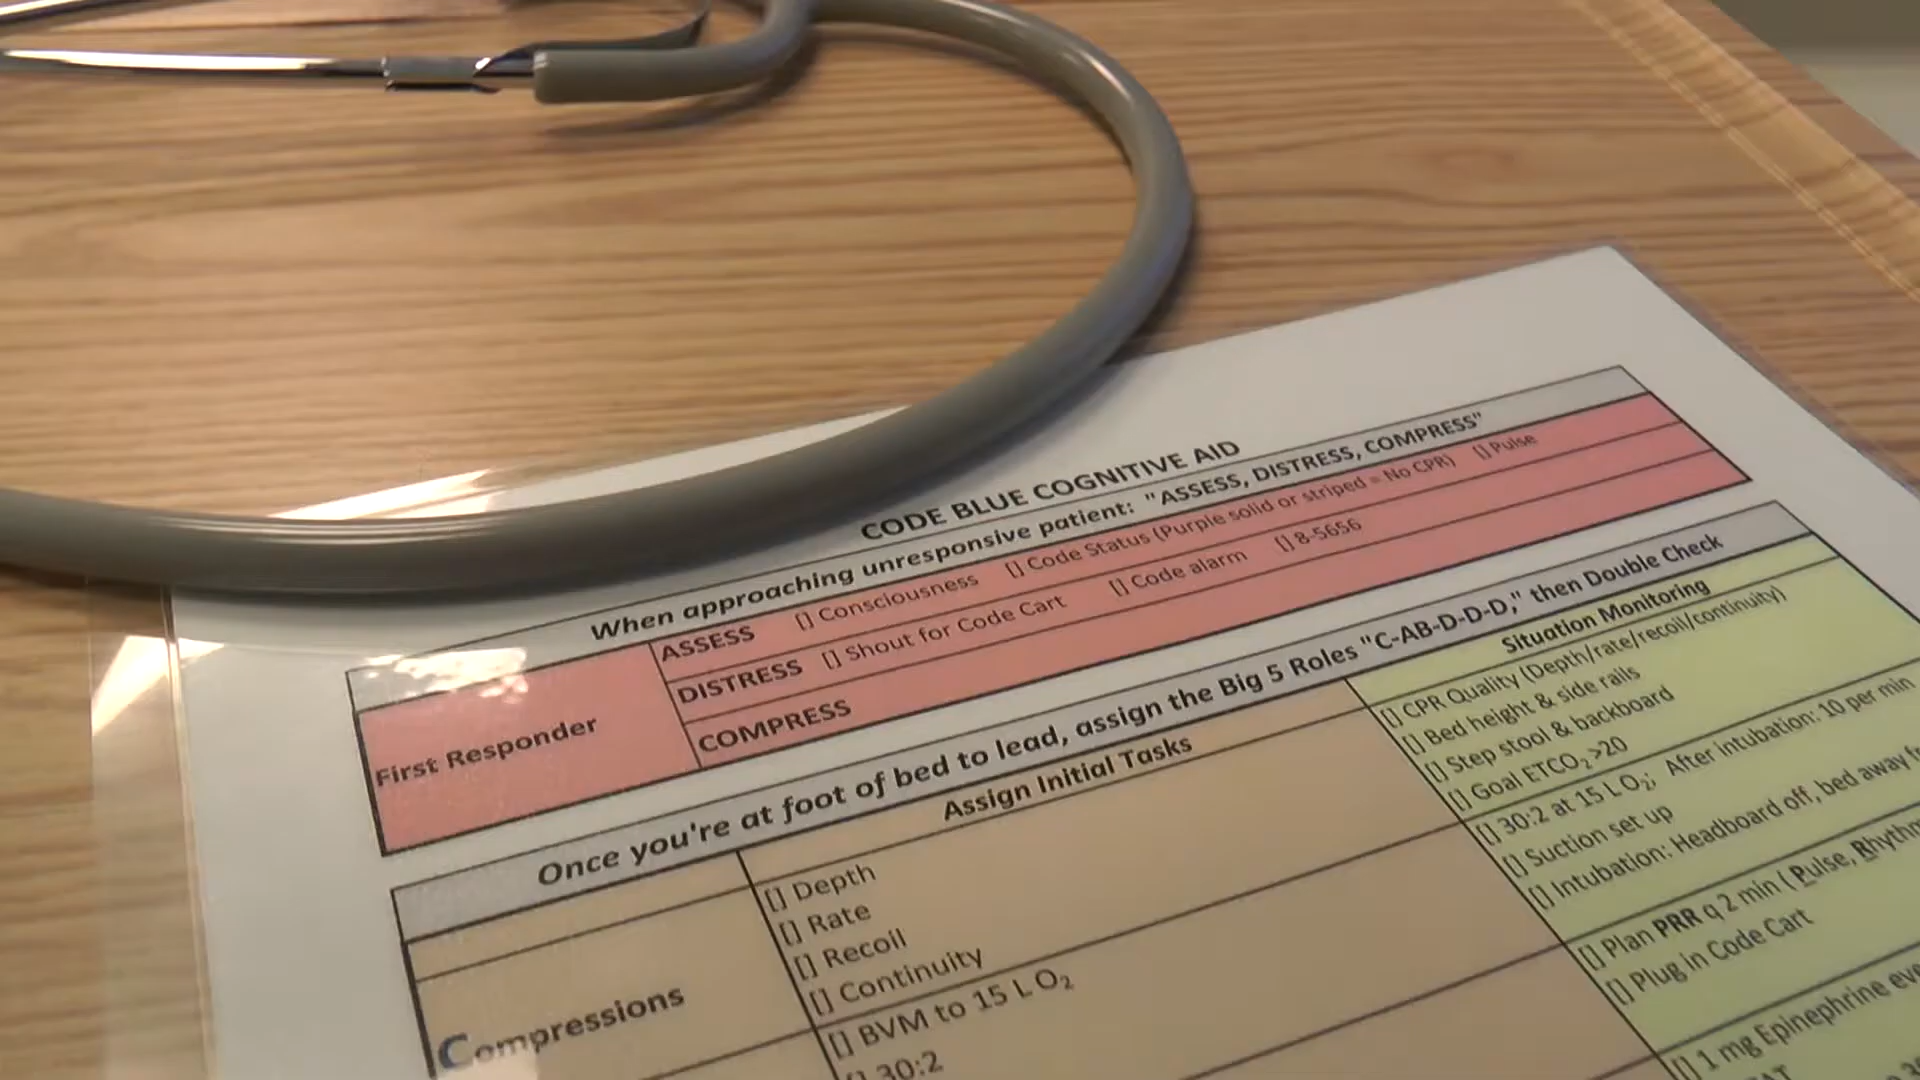 CODE BLUE COGNITIVE AID
When approaching unresponsive patient: "ASSESS, DISTRESS, COMPRESS"
First Responder
ASSESS [] Consciousness [] Code Status (Purple solid or striped = No CPR) [] Pulse
DISTRESS [] Shout for Code Cart [] Code alarm [] 8-5656
COMPRESS
Once you're at foot of bed to lead, assign the Big 5 Roles "C-AB-D-D-D," then Double Check
Assign Initial Tasks
Situation Monitoring
Compressions
[] Depth
[] Rate
[] Recoil
[] Continuity
[] CPR Quality (Depth/rate/recoil/continuity)
[] Bed height & side rails
[] Step stool & backboard
[] Goal ETCO₂>20
[] BVM to 15 L O₂
[] 30:2
[] 30:2 at 15 L O₂; After intubation: 10 per min
[] Suction set up
[] Intubation: Headboard off, bed away
[] Plan PRR q 2 min ( Pulse, Rhythm
[] Plug in Code Cart
[] 1 mg Epinephrine